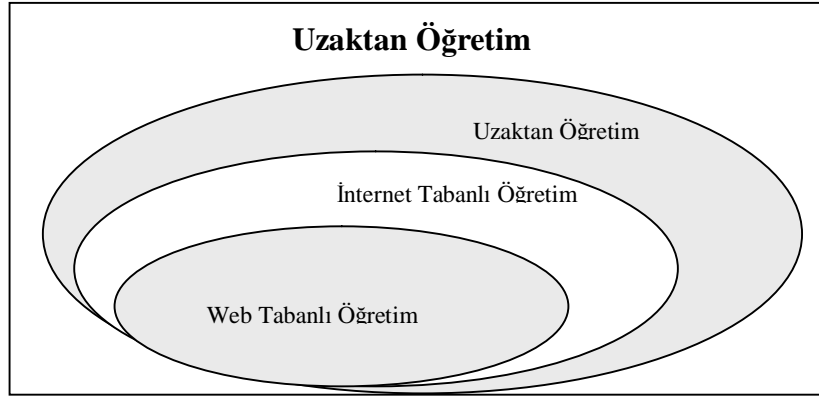 Uzaktan Öğretim
Uzaktan Öğretim
İnternet Tabanlı Öğretim
Web Tabanlı Öğretim